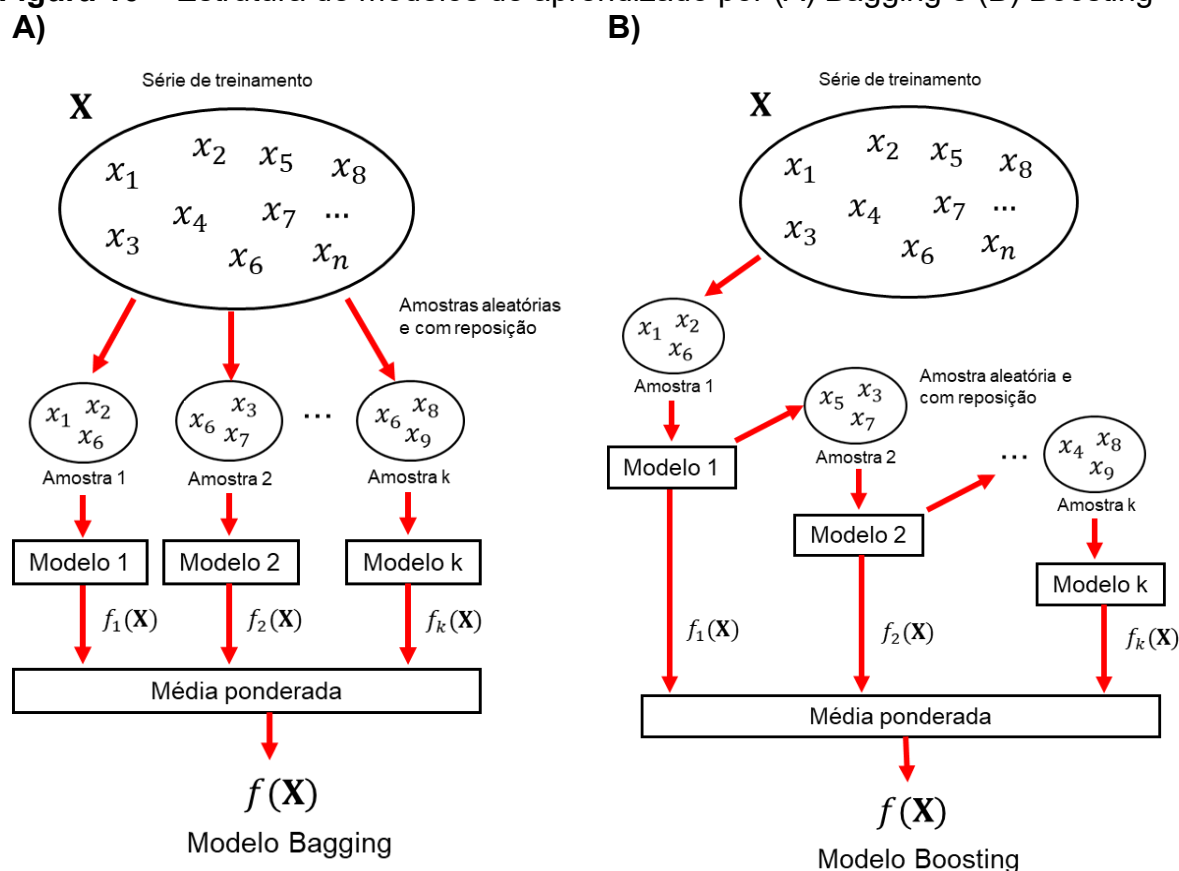 A)
Série de treinamento
X
x₁ x₂ x₅ x₈
x₃ x₄ x₇ ...
x₆ xₙ
Amostras aleatórias
e com reposição
x₁ x₂
x₆
Amostra 1
x₆ x₃
x₇
Amostra 2
...
x₆ x₈
x₉
Amostra k
Modelo 1
Modelo 2
Modelo k
f₁(X)
f₂(X)
fₖ(X)
Média ponderada
f(X)
Modelo Bagging
B)
Série de treinamento
X
x₁ x₂ x₅ x₈
x₃ x₄ x₇ ...
x₆ xₙ
x₁ x₂
x₆
Amostra 1
Modelo 1
x₅ x₃
x₇
Amostra 2
Amostra aleatória e
com reposição
Modelo 2
...
x₄ x₈
x₉
Amostra k
Modelo k
f₁(X)
f₂(X)
fₖ(X)
Média ponderada
f(X)
Modelo Boosting